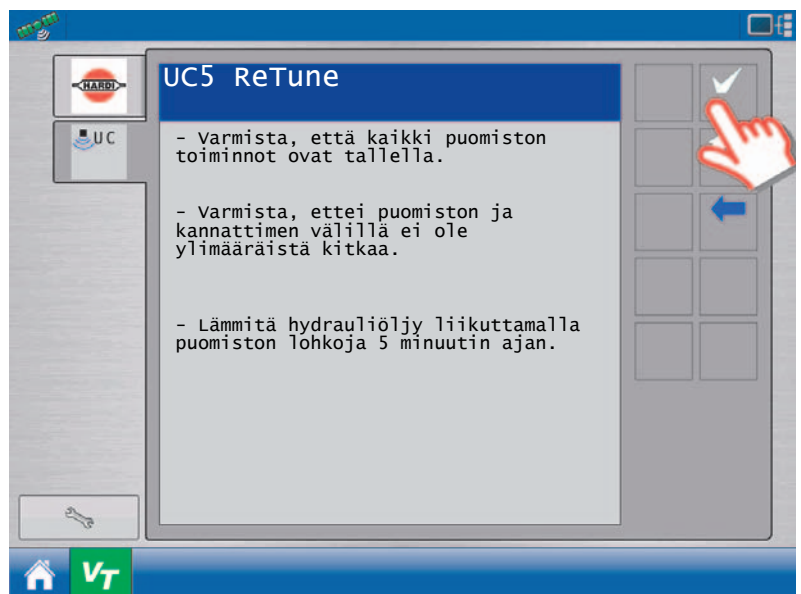 UC5 ReTune
HARDI
UC
- Varmista, että kaikki puomiston
toiminnot ovat tallella.
- Varmista, ettei puomiston ja
kannattimen välillä ei ole
ylimääräistä kitkaa.
- Lämmitä hydrauliöljy liikuttamalla
puomiston lohkoja 5 minuutin ajan.
VT